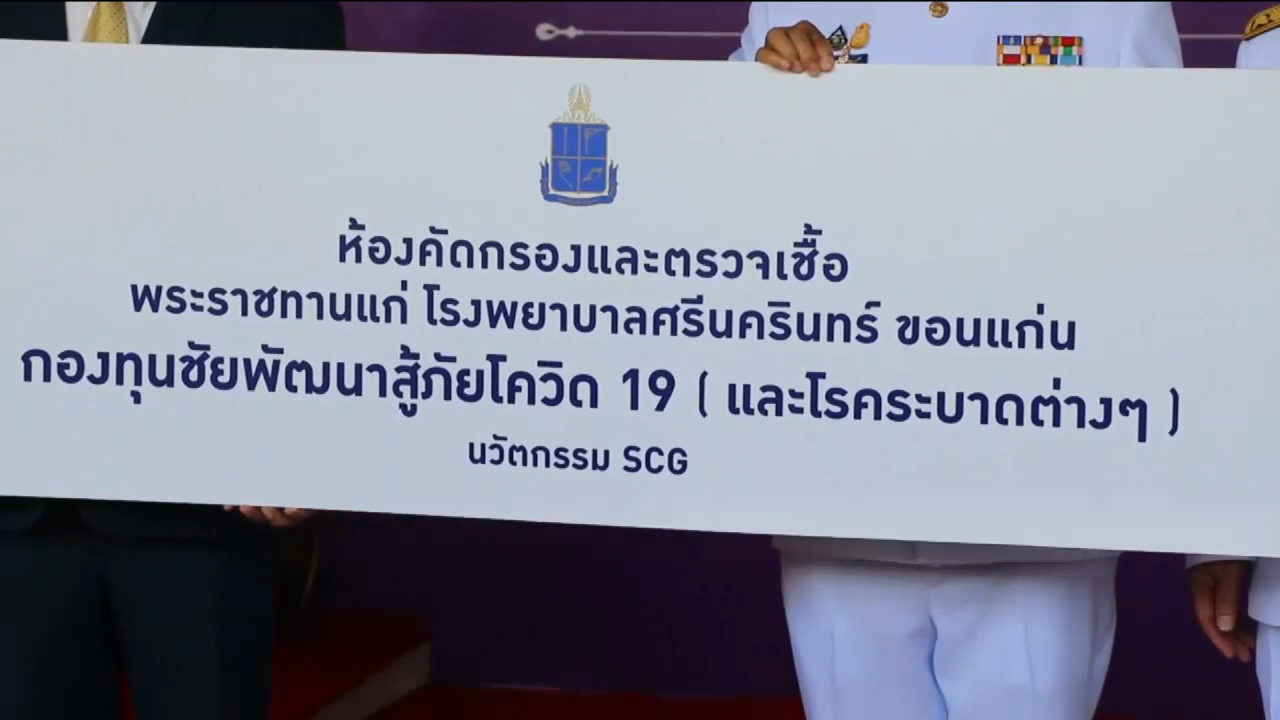 ห้องคัดกรองและตรวจเชื้อ
พระราชทานแก่ โรงพยาบาลศรีนครินทร์ ขอนแก่น
กองทุนชัยพัฒนาสู้ภัยโควิด 19 ( และโรคระบาดต่างๆ )
นวัตกรรม SCG